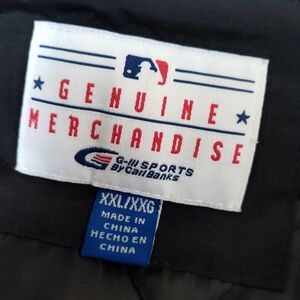 GENUINE
MERCHANDISE
G-III SPORTS
By Carl Banks
XXL/XXG
MADE IN
CHINA
HECHO EN
CHINA